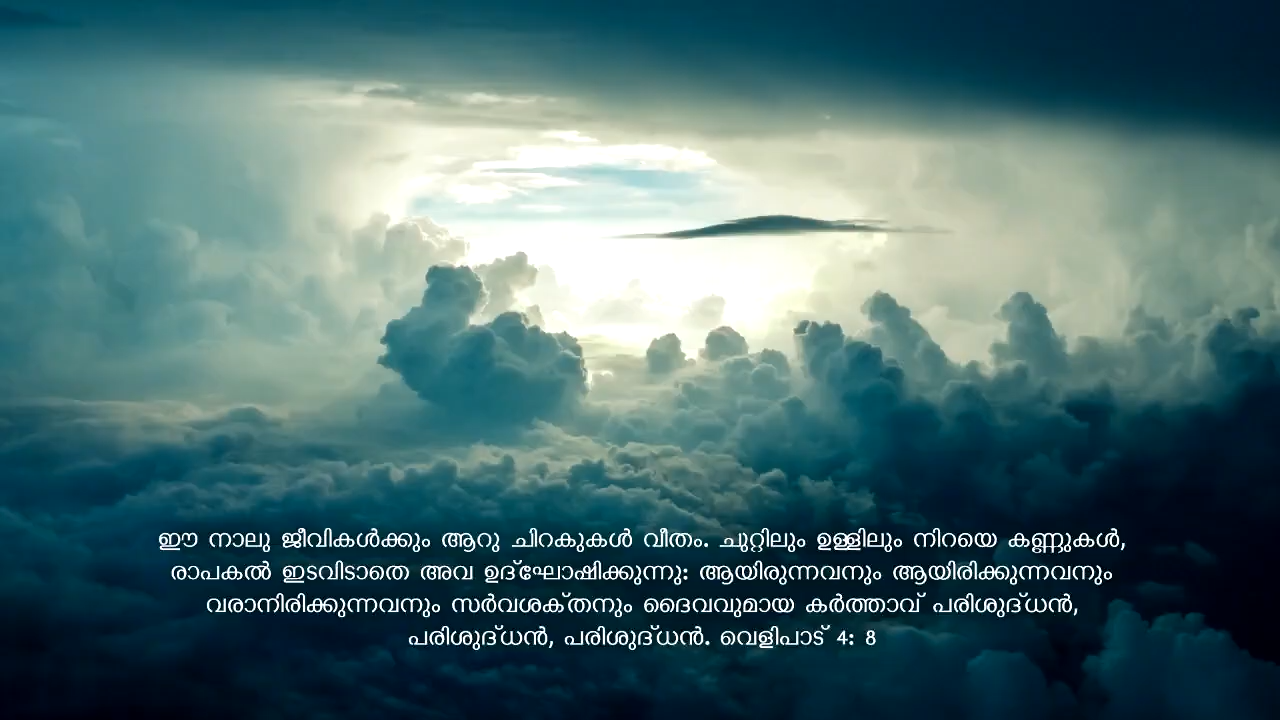 ഈ നാലു ജീവികൾക്കും ആറു ചിറകുകൾ വീതം. ചുറ്റിലും ഉള്ളിലും നിറയെ കണ്ണുകൾ,
രാപകൽ ഇടവിടാതെ അവ ഉദ്ഘോഷിക്കുന്നു: ആയിരുന്നവനും ആയിരിക്കുന്നവനും
വരാനിരിക്കുന്നവനും സർവശക്തനും ദൈവവുമായ കർത്താവ് പരിശുദ്ധൻ,
പരിശുദ്ധൻ, പരിശുദ്ധൻ. വെളിപാട് 4: 8